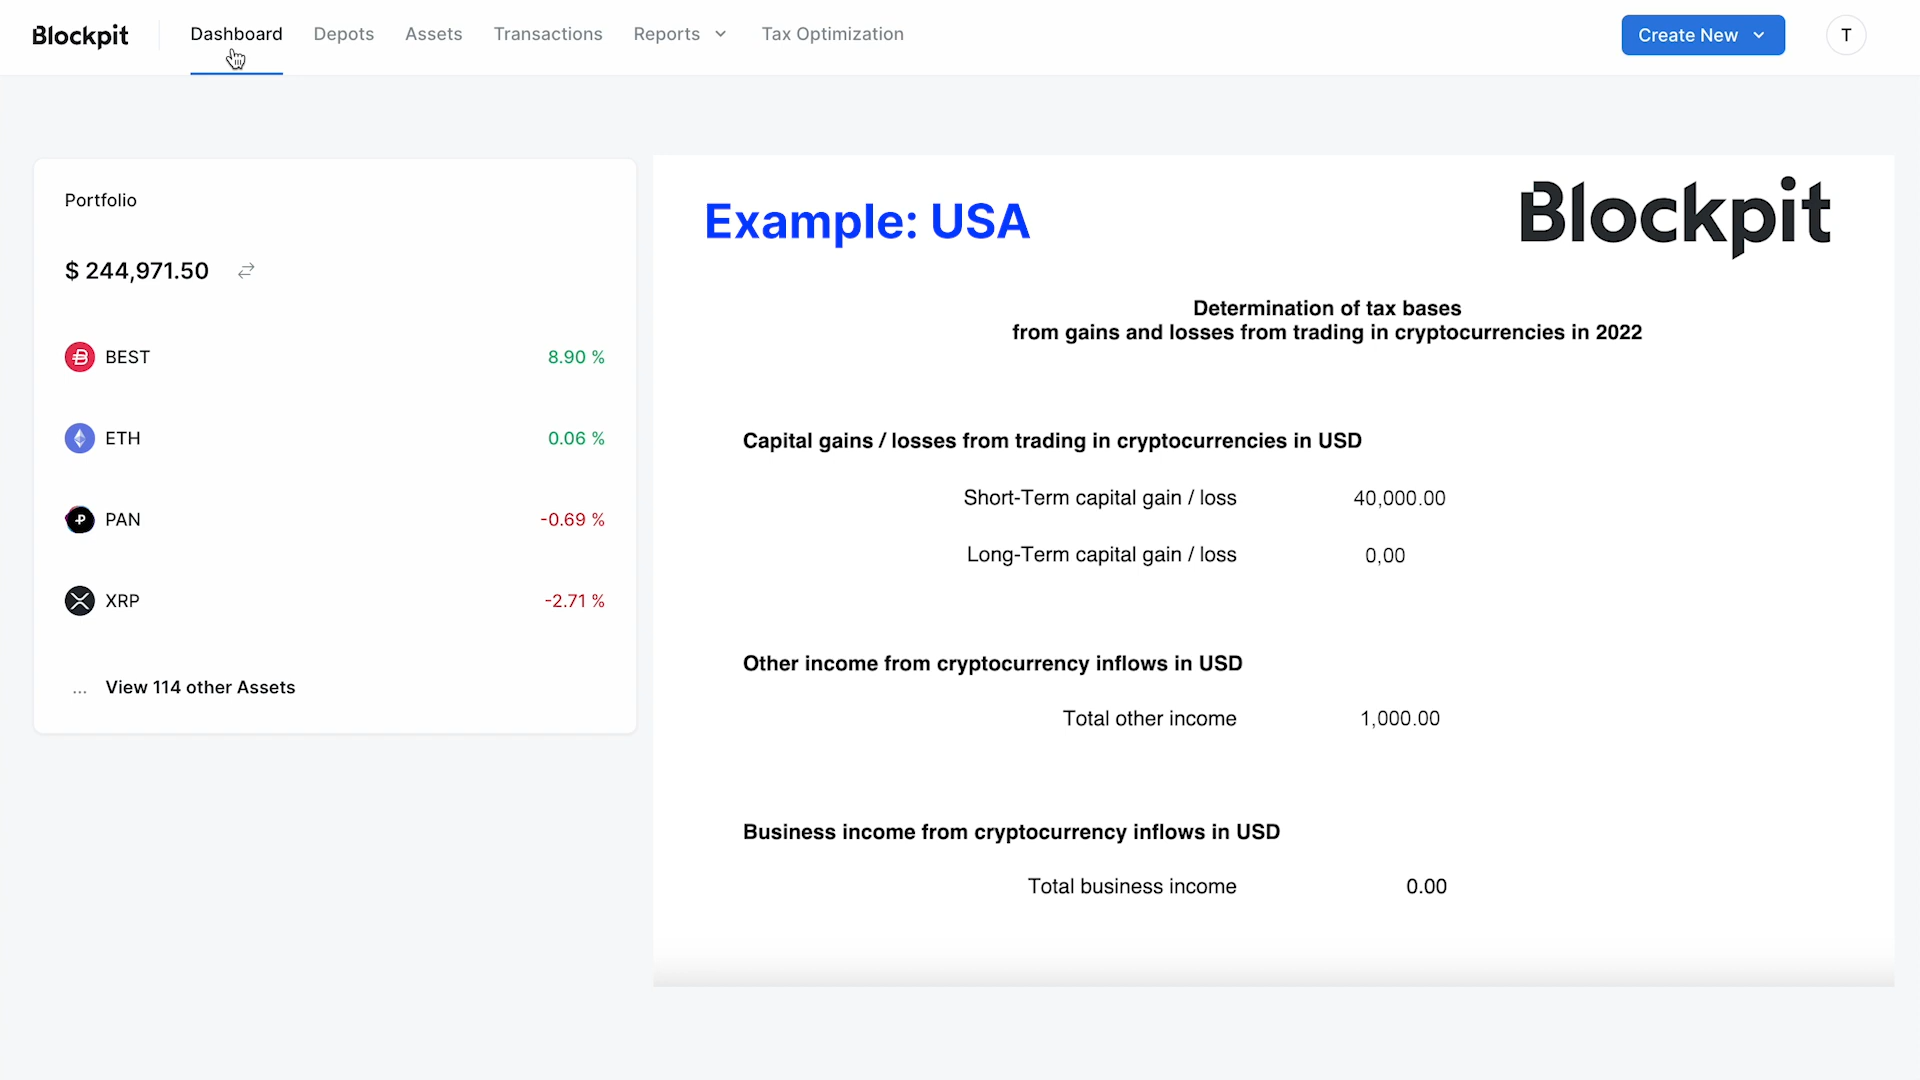 Blockpit
Dashboard
Depots
Assets
Transactions
Reports
Tax Optimization
Create New
T
Portfolio
$ 244,971.50
BEST 8.90 %
ETH 0.06 %
PAN -0.69 %
XRP -2.71 %
... View 114 other Assets
Example: USA
Blockpit
Determination of tax bases
from gains and losses from trading in cryptocurrencies in 2022
Capital gains / losses from trading in cryptocurrencies in USD
Short-Term capital gain / loss 40,000.00
Long-Term capital gain / loss 0,00
Other income from cryptocurrency inflows in USD
Total other income 1,000.00
Business income from cryptocurrency inflows in USD
Total business income 0.00